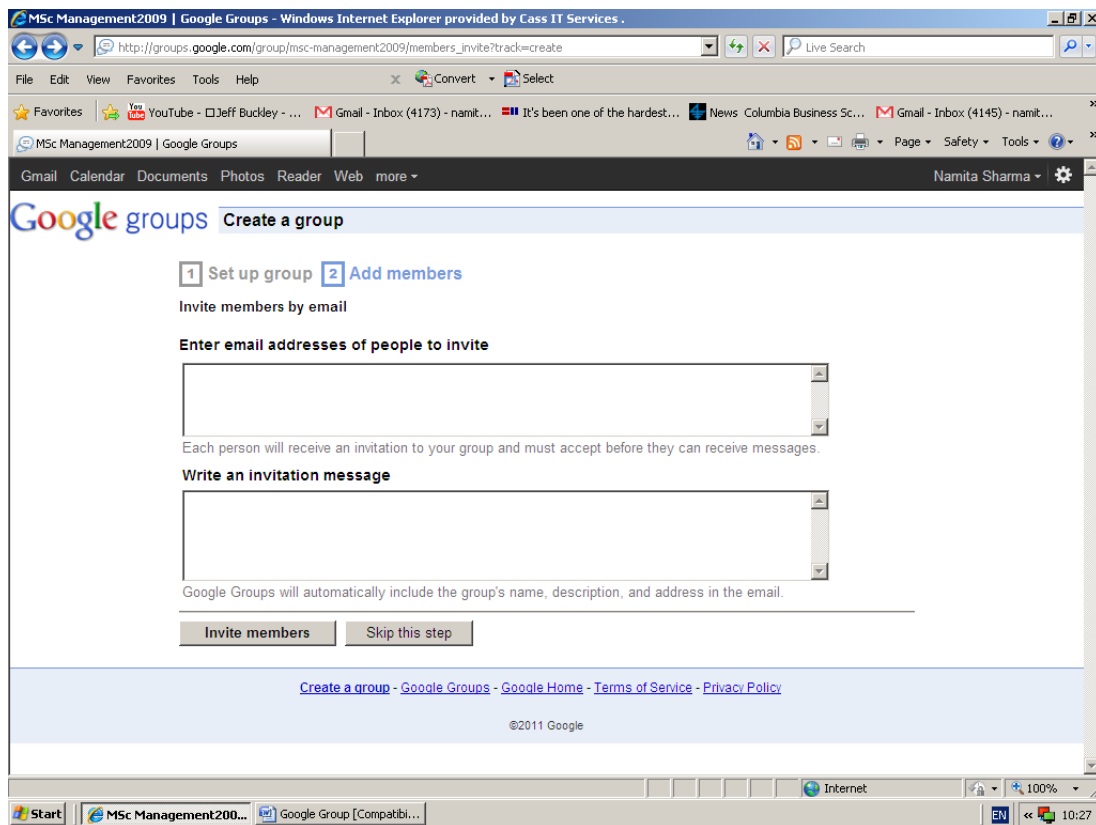 MSc Management2009 | Google Groups - Windows Internet Explorer provided by Cass IT Services .
http://groups.google.com/group/msc-management2009/members_invite?track=create
Live Search
File Edit View Favorites Tools Help
Convert Select
Favorites YouTube - □Jeff Buckley - ... Gmail - Inbox (4173) - namit... It's been one of the hardest... News Columbia Business Sc... Gmail - Inbox (4145) - namit...
MSc Management2009 | Google Groups
Page Safety Tools
Gmail Calendar Documents Photos Reader Web more
Namita Sharma
Google groups Create a group
1 Set up group 2 Add members
Invite members by email
Enter email addresses of people to invite
Each person will receive an invitation to your group and must accept before they can receive messages.
Write an invitation message
Google Groups will automatically include the group's name, description, and address in the email.
Invite members Skip this step
Create a group - Google Groups - Google Home - Terms of Service - Privacy Policy
©2011 Google
Internet 100%
Start MSc Management200... Google Group [Compatibi... EN « 10:27